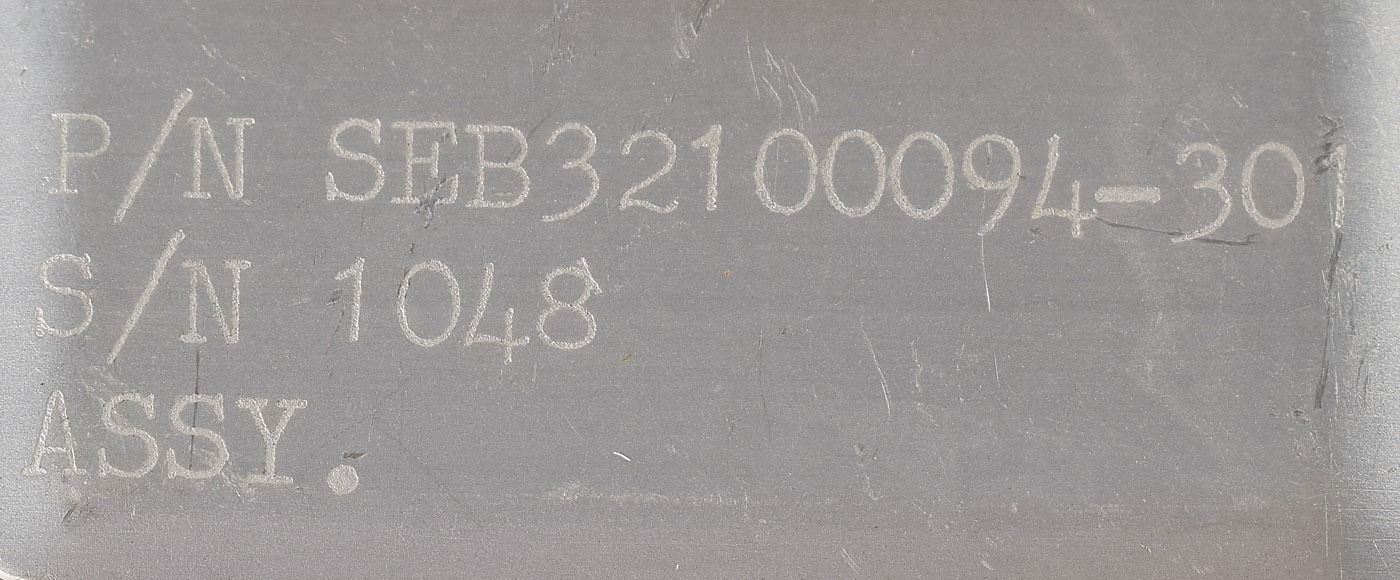 P/N SEB32100094-301
S/N 1048
ASSY.